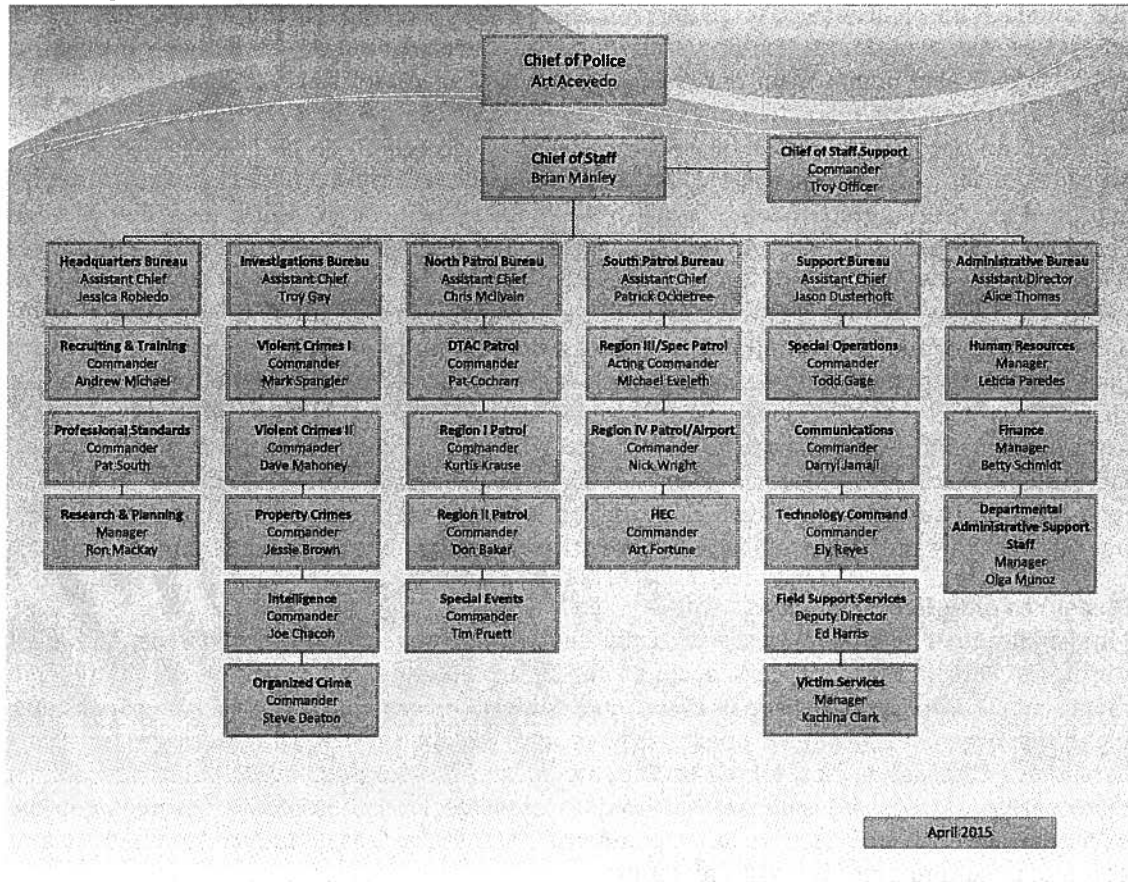 Chief of Police
Art Acevedo
Chief of Staff
Brian Manley
Chief of Staff Support
Commander
Troy Officer
Headquarters Bureau
Assistant Chief
Jessica Robledo
Recruiting & Training
Commander
Andrew Michael
Professional Standards
Commander
Pat South
Research & Planning
Manager
Ron MacKay
Investigations Bureau
Assistant Chief
Troy Gay
Violent Crimes I
Commander
Mark Spangler
Violent Crimes II
Commander
Dave Mahoney
Property Crimes
Commander
Jessie Brown
Intelligence
Commander
Joe Chacon
Organized Crime
Commander
Steve Deaton
North Patrol Bureau
Assistant Chief
Chris McIlvain
DTAC Patrol
Commander
Pat Cochran
Region I Patrol
Commander
Kurtis Krause
Region II Patrol
Commander
Don Baker
Special Events
Commander
Tim Pruett
South Patrol Bureau
Assistant Chief
Patrick Ockletree
Region III/Spec Patrol
Acting Commander
Michael Eveleth
Region IV Patrol/Airport
Commander
Nick Wright
HEC
Commander
Art Fortune
Support Bureau
Assistant Chief
Jason Dusterhoft
Special Operations
Commander
Todd Gage
Communications
Commander
Darryl Jamail
Technology Command
Commander
Ely Reyes
Field Support Services
Deputy Director
Ed Harris
Victim Services
Manager
Kachina Clark
Administrative Bureau
Assistant Director
Alice Thomas
Human Resources
Manager
Leticia Paredes
Finance
Manager
Betty Schmidt
Departmental
Administrative Support
Staff
Manager
Olga Munoz
April 2015